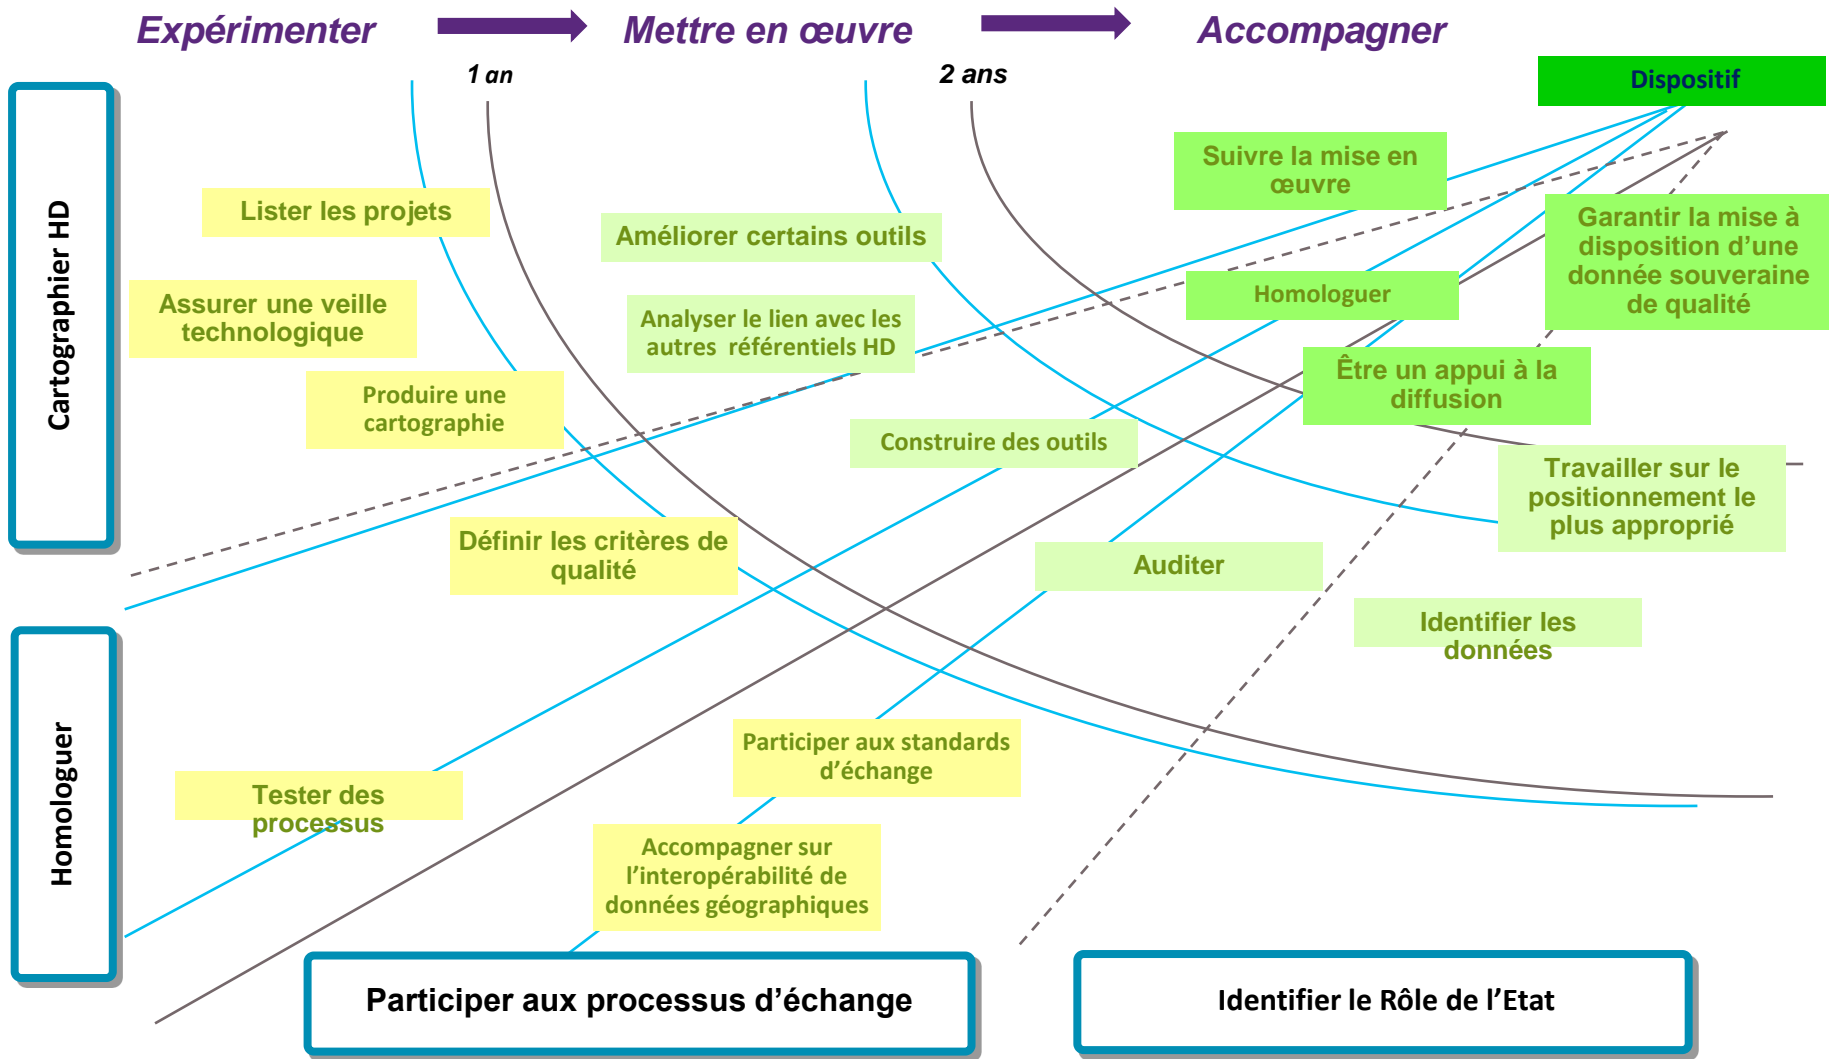 Expérimenter
Mettre en œuvre
Accompagner
1 an
2 ans
Dispositif
Cartographier HD
Suivre la mise en
œuvre
Lister les projets
Améliorer certains outils
Garantir la mise à
disposition d’une
donnée souveraine
de qualité
Assurer une veille
technologique
Analyser le lien avec les
autres référentiels HD
Homologuer
Produire une
cartographie
Être un appui à la
diffusion
Construire des outils
Travailler sur le
positionnement le
plus approprié
Définir les critères de
qualité
Auditer
Identifier les
données
Homologuer
Participer aux standards
d’échange
Tester des
processus
Accompagner sur
l’interopérabilité de
données géographiques
Participer aux processus d’échange
Identifier le Rôle de l’Etat